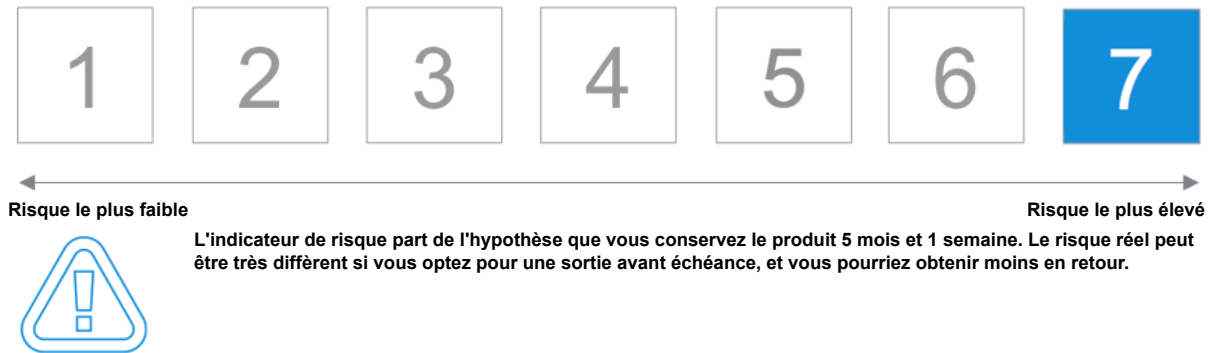 1 2 3 4 5 6 7
Risque le plus faible Risque le plus élevé
L'indicateur de risque part de l'hypothèse que vous conservez le produit 5 mois et 1 semaine. Le risque réel peut
être très diffèrent si vous optez pour une sortie avant échéance, et vous pourriez obtenir moins en retour.